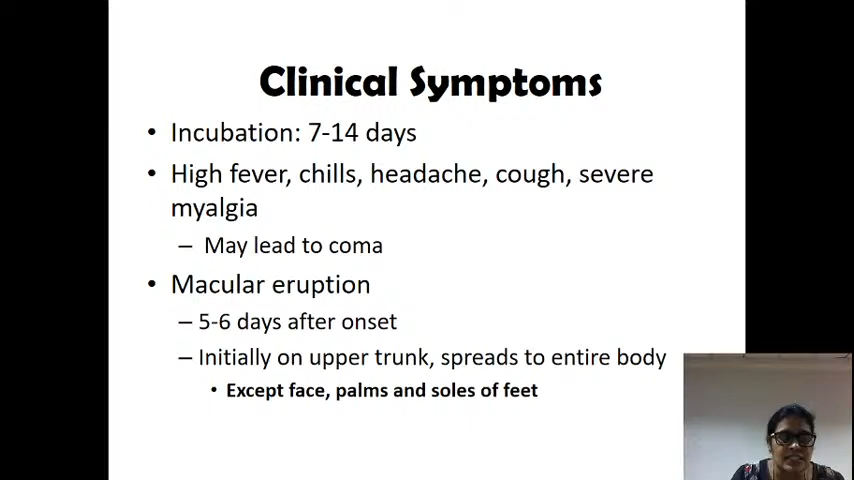 Clinical Symptoms
• Incubation: 7-14 days
• High fever, chills, headache, cough, severe
myalgia
– May lead to coma
• Macular eruption
– 5-6 days after onset
– Initially on upper trunk, spreads to entire body
• Except face, palms and soles of feet